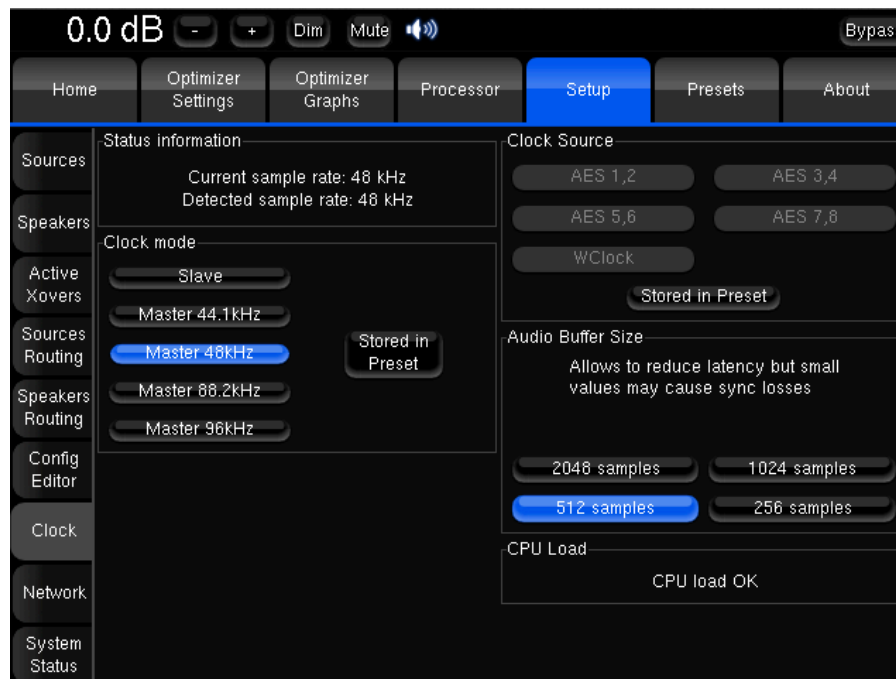 0.0 dB - + Dim Mute Bypas
Home
Optimizer
Settings
Optimizer
Graphs
Processor
Setup
Presets
About
Sources
Speakers
Active
Xovers
Sources
Routing
Speakers
Routing
Config
Editor
Clock
Network
System
Status
Status information
Current sample rate: 48 kHz
Detected sample rate: 48 kHz
Clock mode
Slave
Master 44.1kHz
Master 48kHz
Master 88.2kHz
Master 96kHz
Stored in
Preset
Clock Source
AES 1,2
AES 3,4
AES 5,6
AES 7,8
WClock
Stored in Preset
Audio Buffer Size
Allows to reduce latency but small
values may cause sync losses
2048 samples
1024 samples
512 samples
256 samples
CPU Load
CPU load OK